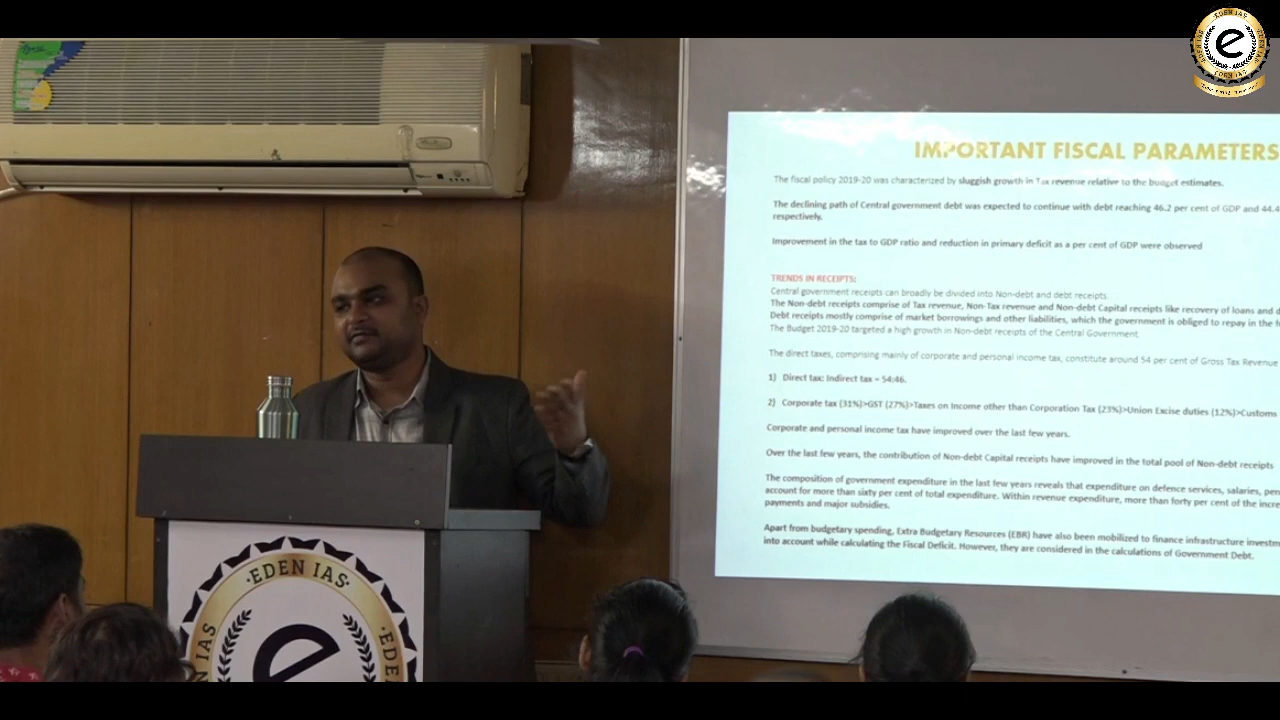 EDEN IAS
e
EDEN IAS
IMPORTANT FISCAL PARAMETERS
The fiscal policy 2019-20 was characterized by sluggish growth in Tax revenue relative to the budget estimates.
The declining path of Central government debt was expected to continue with debt reaching 46.2 per cent of GDP and 44.4
respectively.
Improvement in the tax to GDP ratio and reduction in primary deficit as a per cent of GDP were observed
TRENDS IN RECEIPTS:
Central government receipts can broadly be divided into Non-debt and debt receipts.
The Non-debt receipts comprise of Tax revenue, Non-Tax revenue and Non-debt Capital receipts like recovery of loans and d
Debt receipts mostly comprise of market borrowings and other liabilities, which the government is obliged to repay in the f
The Budget 2019-20 targeted a high growth in Non-debt receipts of the Central Government.
The direct taxes, comprising mainly of corporate and personal income tax, constitute around 54 per cent of Gross Tax Revenue
1) Direct tax: Indirect tax = 54:46.
2) Corporate tax (31%)>GST (27%)>Taxes on Income other than Corporation Tax (23%)>Union Excise duties (12%)>Customs
Corporate and personal income tax have improved over the last few years.
Over the last few years, the contribution of Non-debt Capital receipts have improved in the total pool of Non-debt receipts
The composition of government expenditure in the last few years reveals that expenditure on defence services, salaries, pen
account for more than sixty per cent of total expenditure. Within revenue expenditure, more than forty per cent of the incre
payments and major subsidies.
Apart from budgetary spending, Extra Budgetary Resources (EBR) have also been mobilized to finance infrastructure investm
into account while calculating the Fiscal Deficit. However, they are considered in the calculations of Government Debt.
·EDEN IAS·
EN IAS
EDE
e